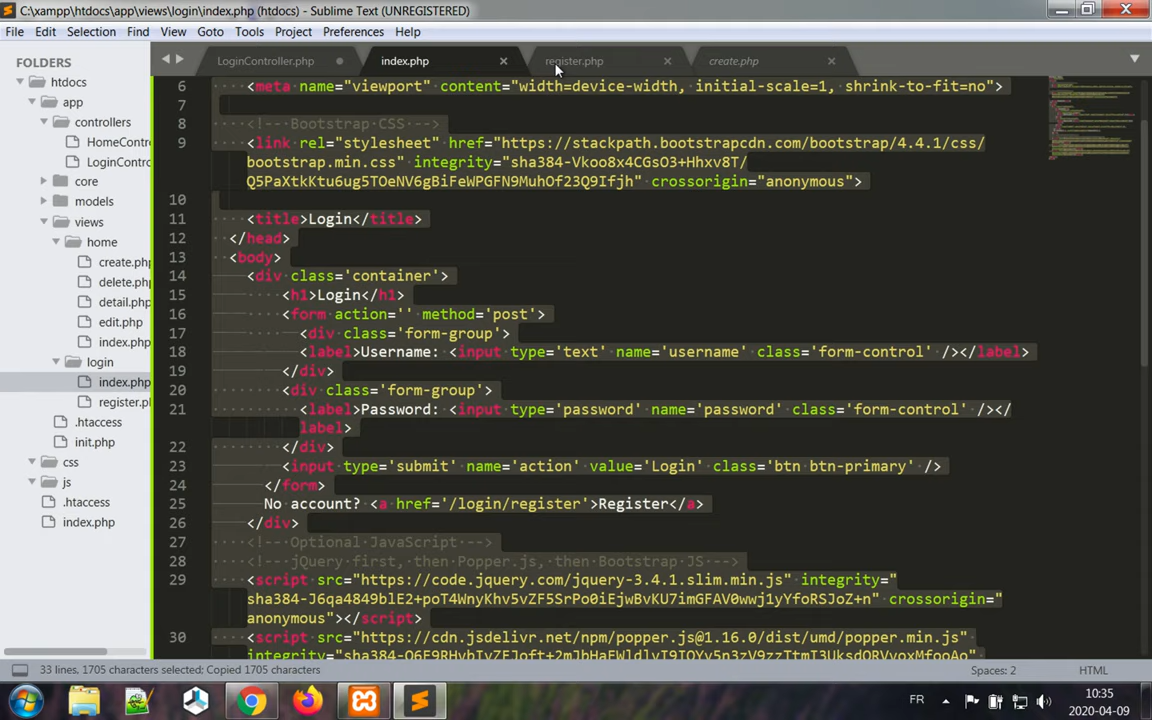 C:\xampp\htdocs\app\views\login\index.php (htdocs) - Sublime Text (UNREGISTERED)
File Edit Selection Find View Goto Tools Project Preferences Help
FOLDERS
htdocs
app
controllers
HomeContr
LoginContro
core
models
views
home
create.php
delete.php
detail.php
edit.php
index.php
login
index.php
register.p
.htaccess
init.php
css
js
.htaccess
index.php
LoginController.php index.php register.php create.php
6 <meta name="viewport" content="width=device-width, initial-scale=1, shrink-to-fit=no">
7
8 <!-- Bootstrap CSS -->
9 <link rel="stylesheet" href="https://stackpath.bootstrapcdn.com/bootstrap/4.4.1/css/
bootstrap.min.css" integrity="sha384-Vkoo8x4CGsO3+Hhxv8T/
Q5PaXtkKtu6ug5TOeNV6gBiFeWPGFN9MuhOf23Q9Ifjh" crossorigin="anonymous">
10
11 <title>Login</title>
12 </head>
13 <body>
14 <div class='container'>
15 <h1>Login</h1>
16 <form action='' method='post'>
17 <div class='form-group'>
18 <label>Username: <input type='text' name='username' class='form-control' /></label>
19 </div>
20 <div class='form-group'>
21 <label>Password: <input type='password' name='password' class='form-control' /></
label>
22 </div>
23 <input type='submit' name='action' value='Login' class='btn btn-primary' />
24 </form>
25 No account? <a href='/login/register'>Register</a>
26 </div>
27 <!-- Optional JavaScript -->
28 <!-- jQuery first, then Popper.js, then Bootstrap JS -->
29 <script src="https://code.jquery.com/jquery-3.4.1.slim.min.js" integrity="
sha384-J6qa4849blE2+poT4WnyKhv5vZF5SrPo0iEjwBvKU7imGFAV0wwj1yYfoRSJoZ+n" crossorigin="
anonymous"></script>
30 <script src="https://cdn.jsdelivr.net/npm/popper.js@1.16.0/dist/umd/popper.min.js"
33 lines, 1705 characters selected: Copied 1705 characters
Spaces: 2 HTML
FR
10:35
2020-04-09